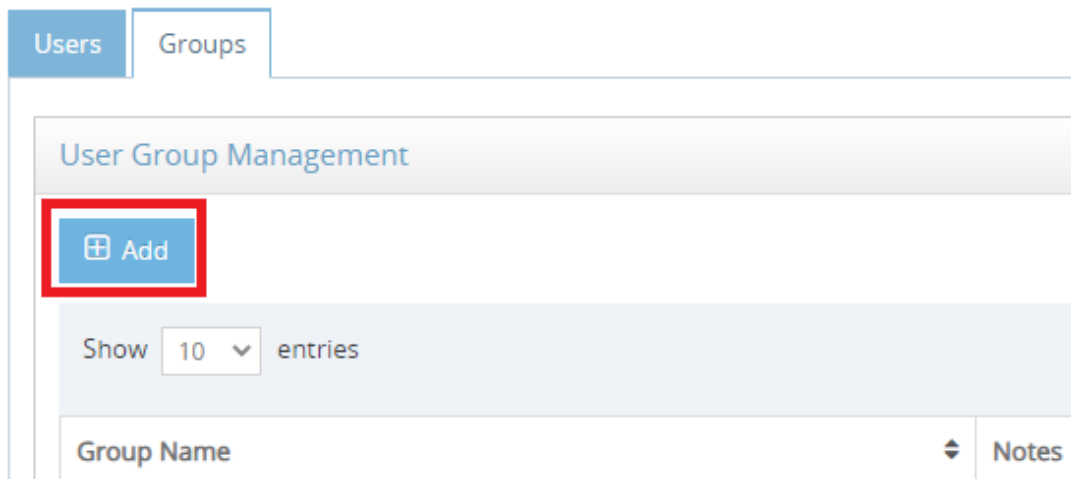 Users Groups
User Group Management
Add
Show 10 entries
Group Name Notes